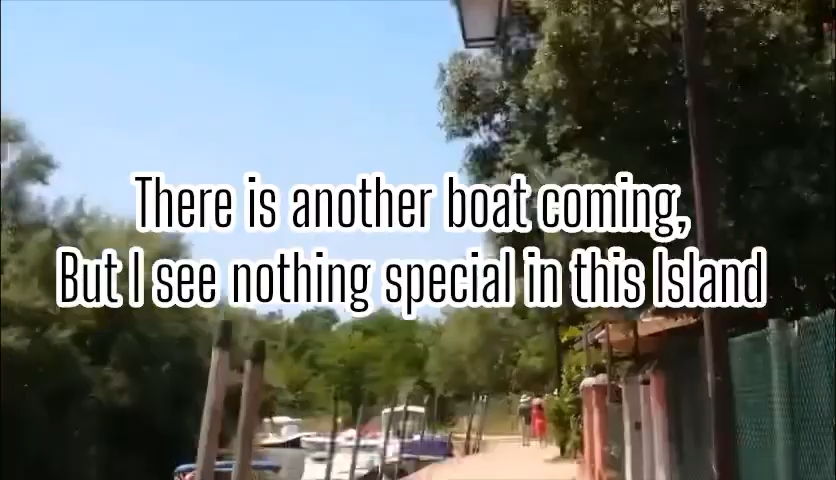 There is another boat coming,
But I see nothing special in this Island